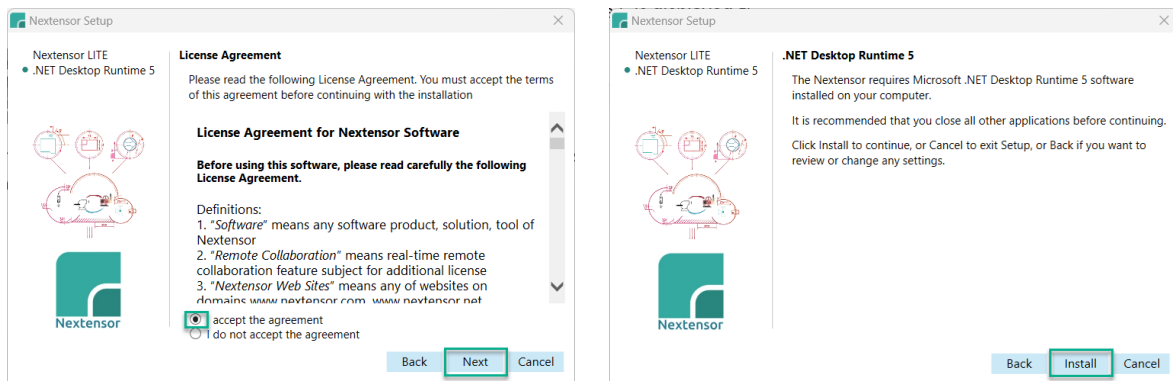 Nextensor Setup
Nextensor LITE
.NET Desktop Runtime 5
License Agreement
Please read the following License Agreement. You must accept the terms
of this agreement before continuing with the installation
License Agreement for Nextensor Software
Before using this software, please read carefully the following
License Agreement.
Definitions:
1. "Software" means any software product, solution, tool of
Nextensor
2. "Remote Collaboration" means real-time remote
collaboration feature subject for additional license
3. "Nextensor Web Sites" means any of websites on
domains www.nextensor.com, www.nextensor.net
accept the agreement
I do not accept the agreement
Nextensor
Back Next Cancel
Nextensor Setup
Nextensor LITE
.NET Desktop Runtime 5
.NET Desktop Runtime 5
The Nextensor requires Microsoft .NET Desktop Runtime 5 software
installed on your computer.
It is recommended that you close all other applications before continuing.
Click Install to continue, or Cancel to exit Setup, or Back if you want to
review or change any settings.
Nextensor
Back Install Cancel